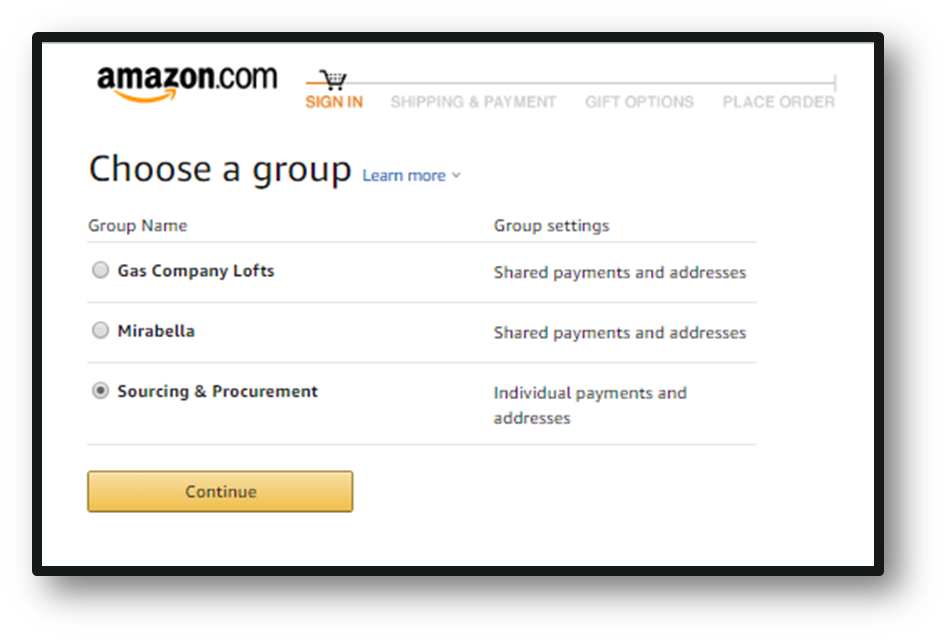 amazon.com
SIGN IN SHIPPING & PAYMENT GIFT OPTIONS PLACE ORDER
Choose a group Learn more
Group Name Group settings
Gas Company Lofts Shared payments and addresses
Mirabella Shared payments and addresses
Sourcing & Procurement Individual payments and
addresses
Continue